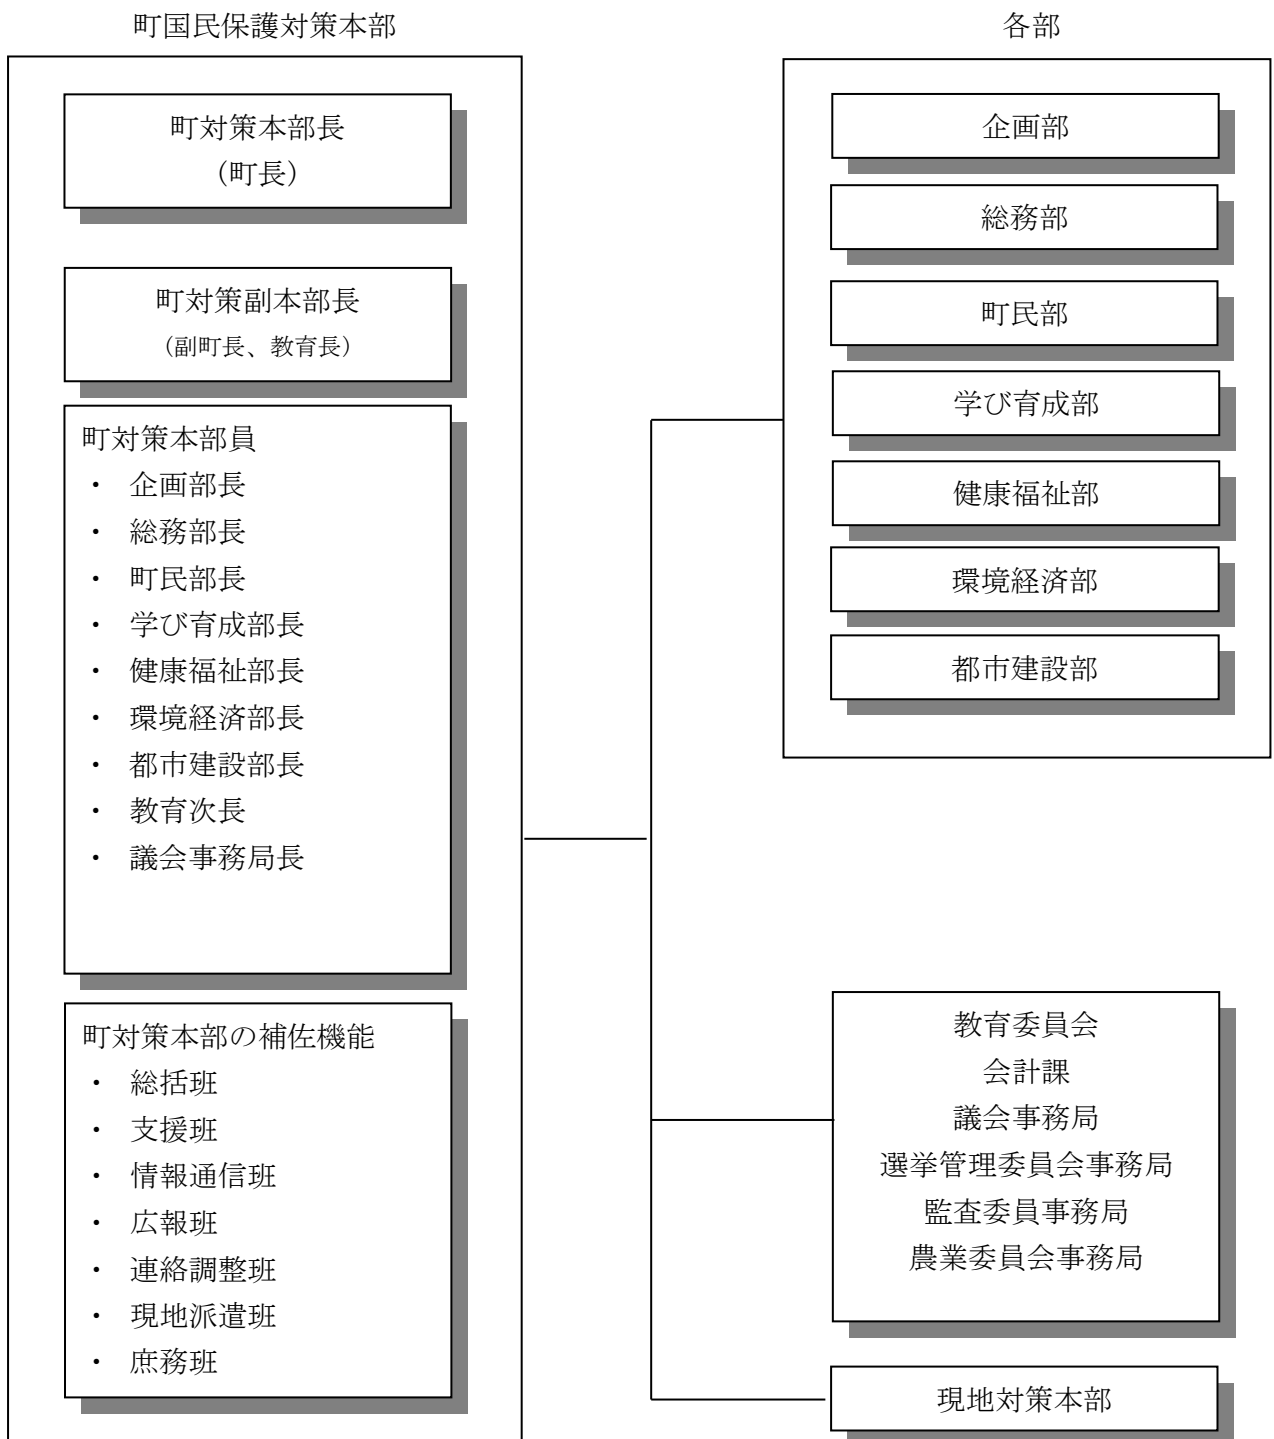 町国民保護対策本部
町対策本部長
（町長）
町対策副本部長
（副町長、教育長）
町対策本部員
・ 企画部長
・ 総務部長
・ 町民部長
・ 学び育成部長
・ 健康福祉部長
・ 環境経済部長
・ 都市建設部長
・ 教育次長
・ 議会事務局長
町対策本部の補佐機能
・ 総括班
・ 支援班
・ 情報通信班
・ 広報班
・ 連絡調整班
・ 現地派遣班
・ 庶務班
各部
企画部
総務部
町民部
学び育成部
健康福祉部
環境経済部
都市建設部
教育委員会
会計課
議会事務局
選挙管理委員会事務局
監査委員事務局
農業委員会事務局
現地対策本部